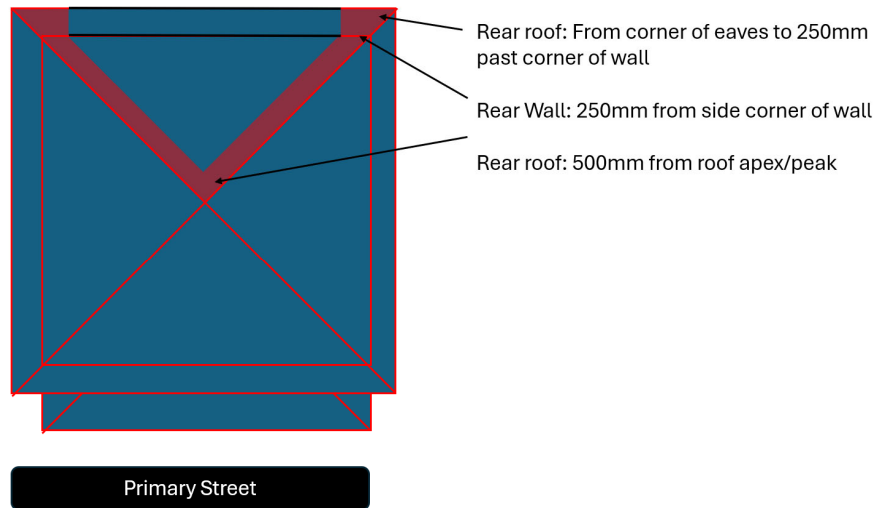 Rear roof: From corner of eaves to 250mm
past corner of wall
Rear Wall: 250mm from side corner of wall
Rear roof: 500mm from roof apex/peak
Primary Street